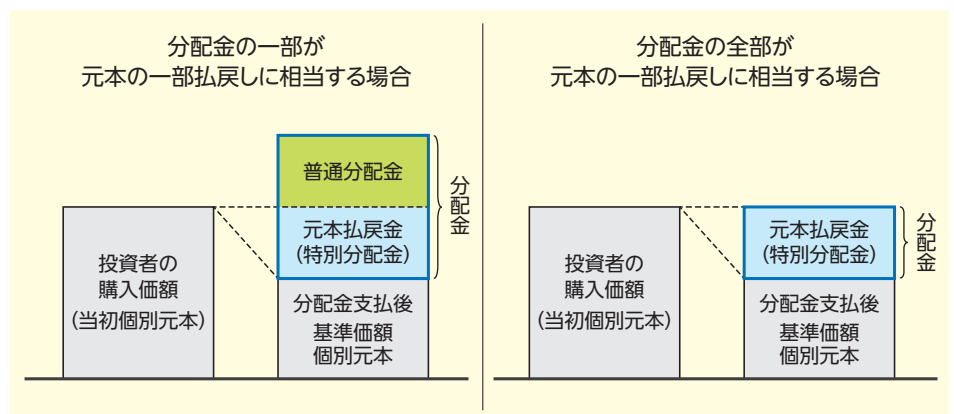 分配金の一部が
元本の一部払戻しに相当する場合
普通分配金
元本払戻金
(特別分配金)
分配金
投資者の
購入価額
(当初個別元本)
分配金支払後
基準価額
個別元本
分配金の全部が
元本の一部払戻しに相当する場合
元本払戻金
(特別分配金)
分配金
投資者の
購入価額
(当初個別元本)
分配金支払後
基準価額
個別元本